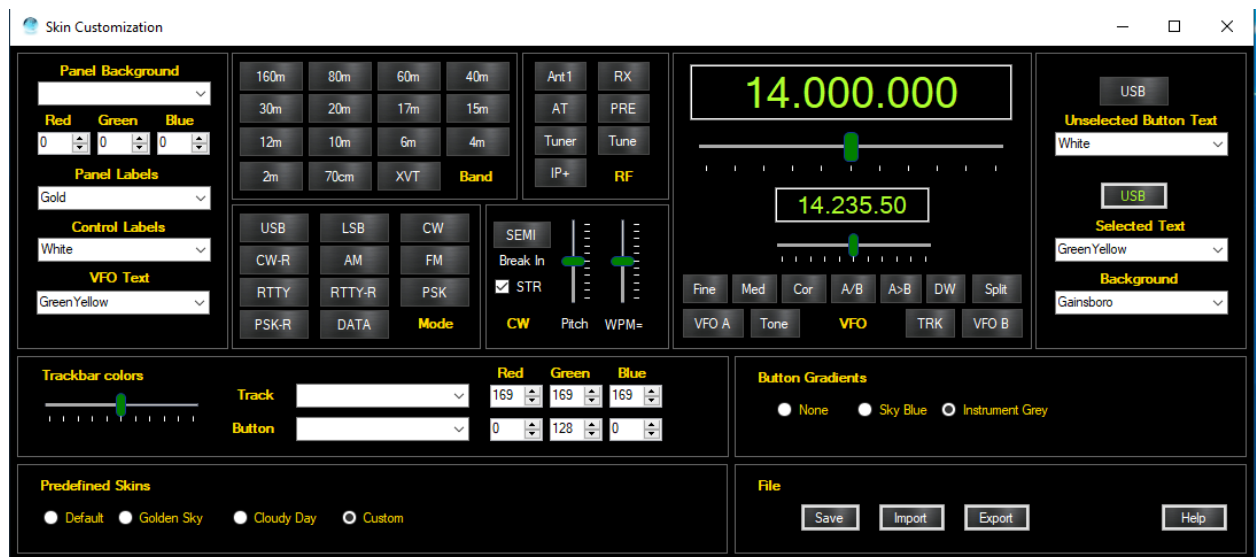 Skin Customization
Panel Background
Red Green Blue
0 0 0
Panel Labels
Gold
Control Labels
White
VFO Text
GreenYellow
160m 80m 60m 40m
30m 20m 17m 15m
12m 10m 6m 4m
2m 70cm XVT Band
Ant1 RX
AT PRE
Tuner Tune
IP+ RF
USB LSB CW
CW-R AM FM
RTTY RTTY-R PSK
PSK-R DATA Mode
SEMI
Break In
STR
CW Pitch WPM=
14.000.000
14.235.50
Fine Med Cor A/B A>B DW Split
VFO A Tone VFO TRK VFO B
USB
Unselected Button Text
White
USB
Selected Text
GreenYellow
Background
Gainsboro
Trackbar colors
Red Green Blue
Track 169 169 169
Button 0 128 0
Button Gradients
None Sky Blue Instrument Grey
Predefined Skins
Default Golden Sky Cloudy Day Custom
File
Save Import Export Help